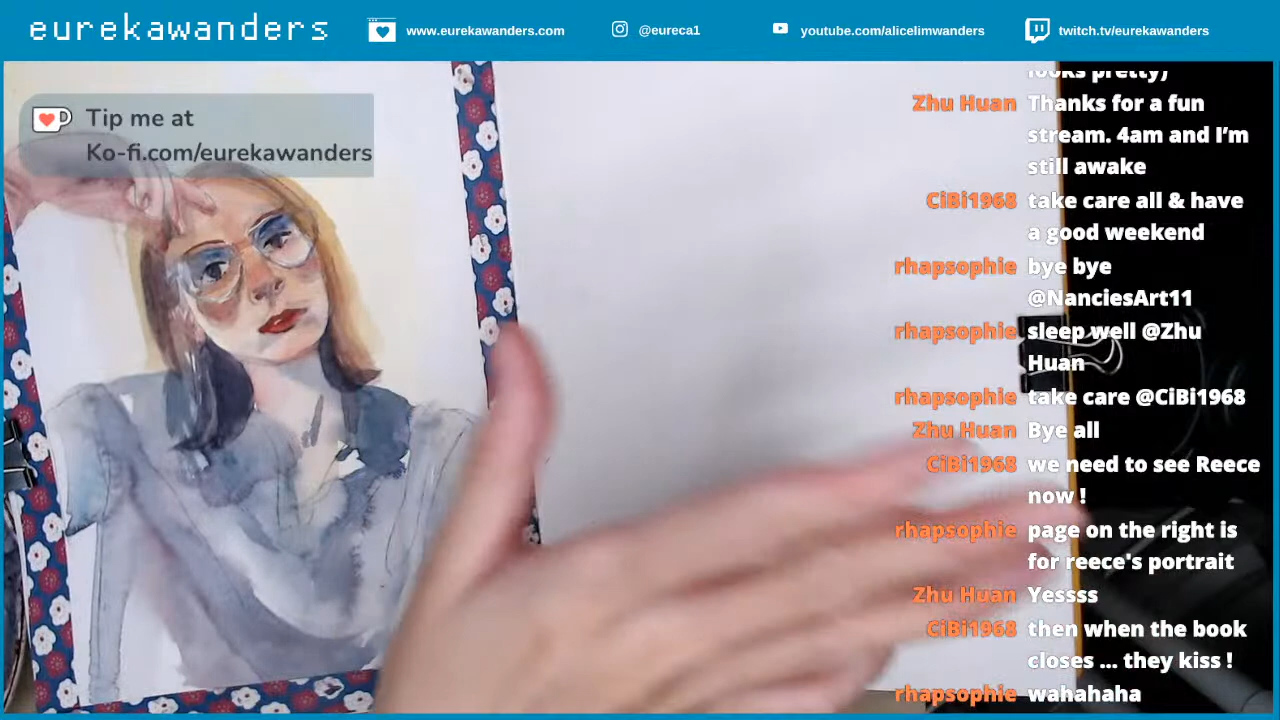 eurekawanders
www.eurekawanders.com
@eureca1
youtube.com/alicelimwanders
twitch.tv/eurekawanders
Tip me at
Ko-fi.com/eurekawanders
looks pretty)
Zhu Huan Thanks for a fun
stream. 4am and I’m
still awake
CiBi1968 take care all & have
a good weekend
rhapsophie bye bye
@NanciesArt11
rhapsophie sleep well @Zhu
Huan
rhapsophie take care @CiBi1968
Zhu Huan Bye all
CiBi1968 we need to see Reece
now !
rhapsophie page on the right is
for reece's portrait
Zhu Huan Yessss
CiBi1968 then when the book
closes ... they kiss !
rhapsophie wahahaha